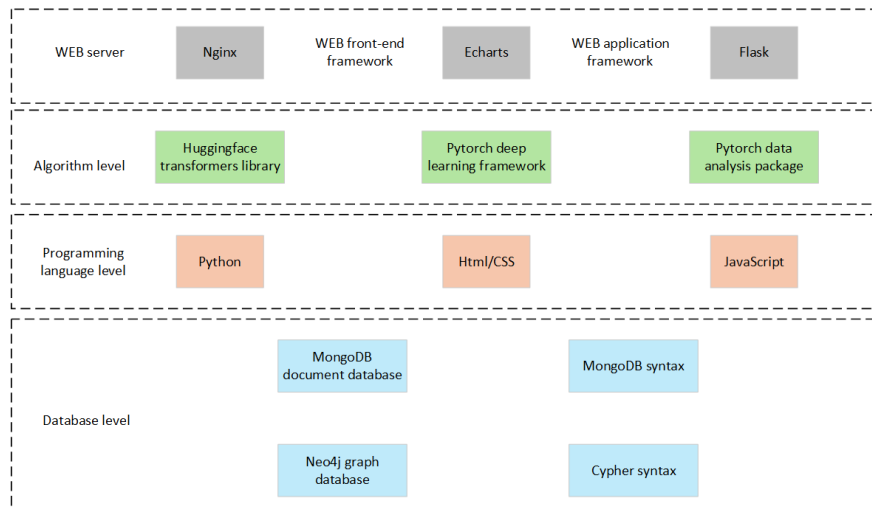 WEB server
Nginx
WEB front-end
framework
Echarts
WEB application
framework
Flask
Algorithm level
Huggingface
transformers library
Pytorch deep
learning framework
Pytorch data
analysis package
Programming
language level
Python
Html/CSS
JavaScript
Database level
MongoDB
document database
MongoDB syntax
Neo4j graph
database
Cypher syntax